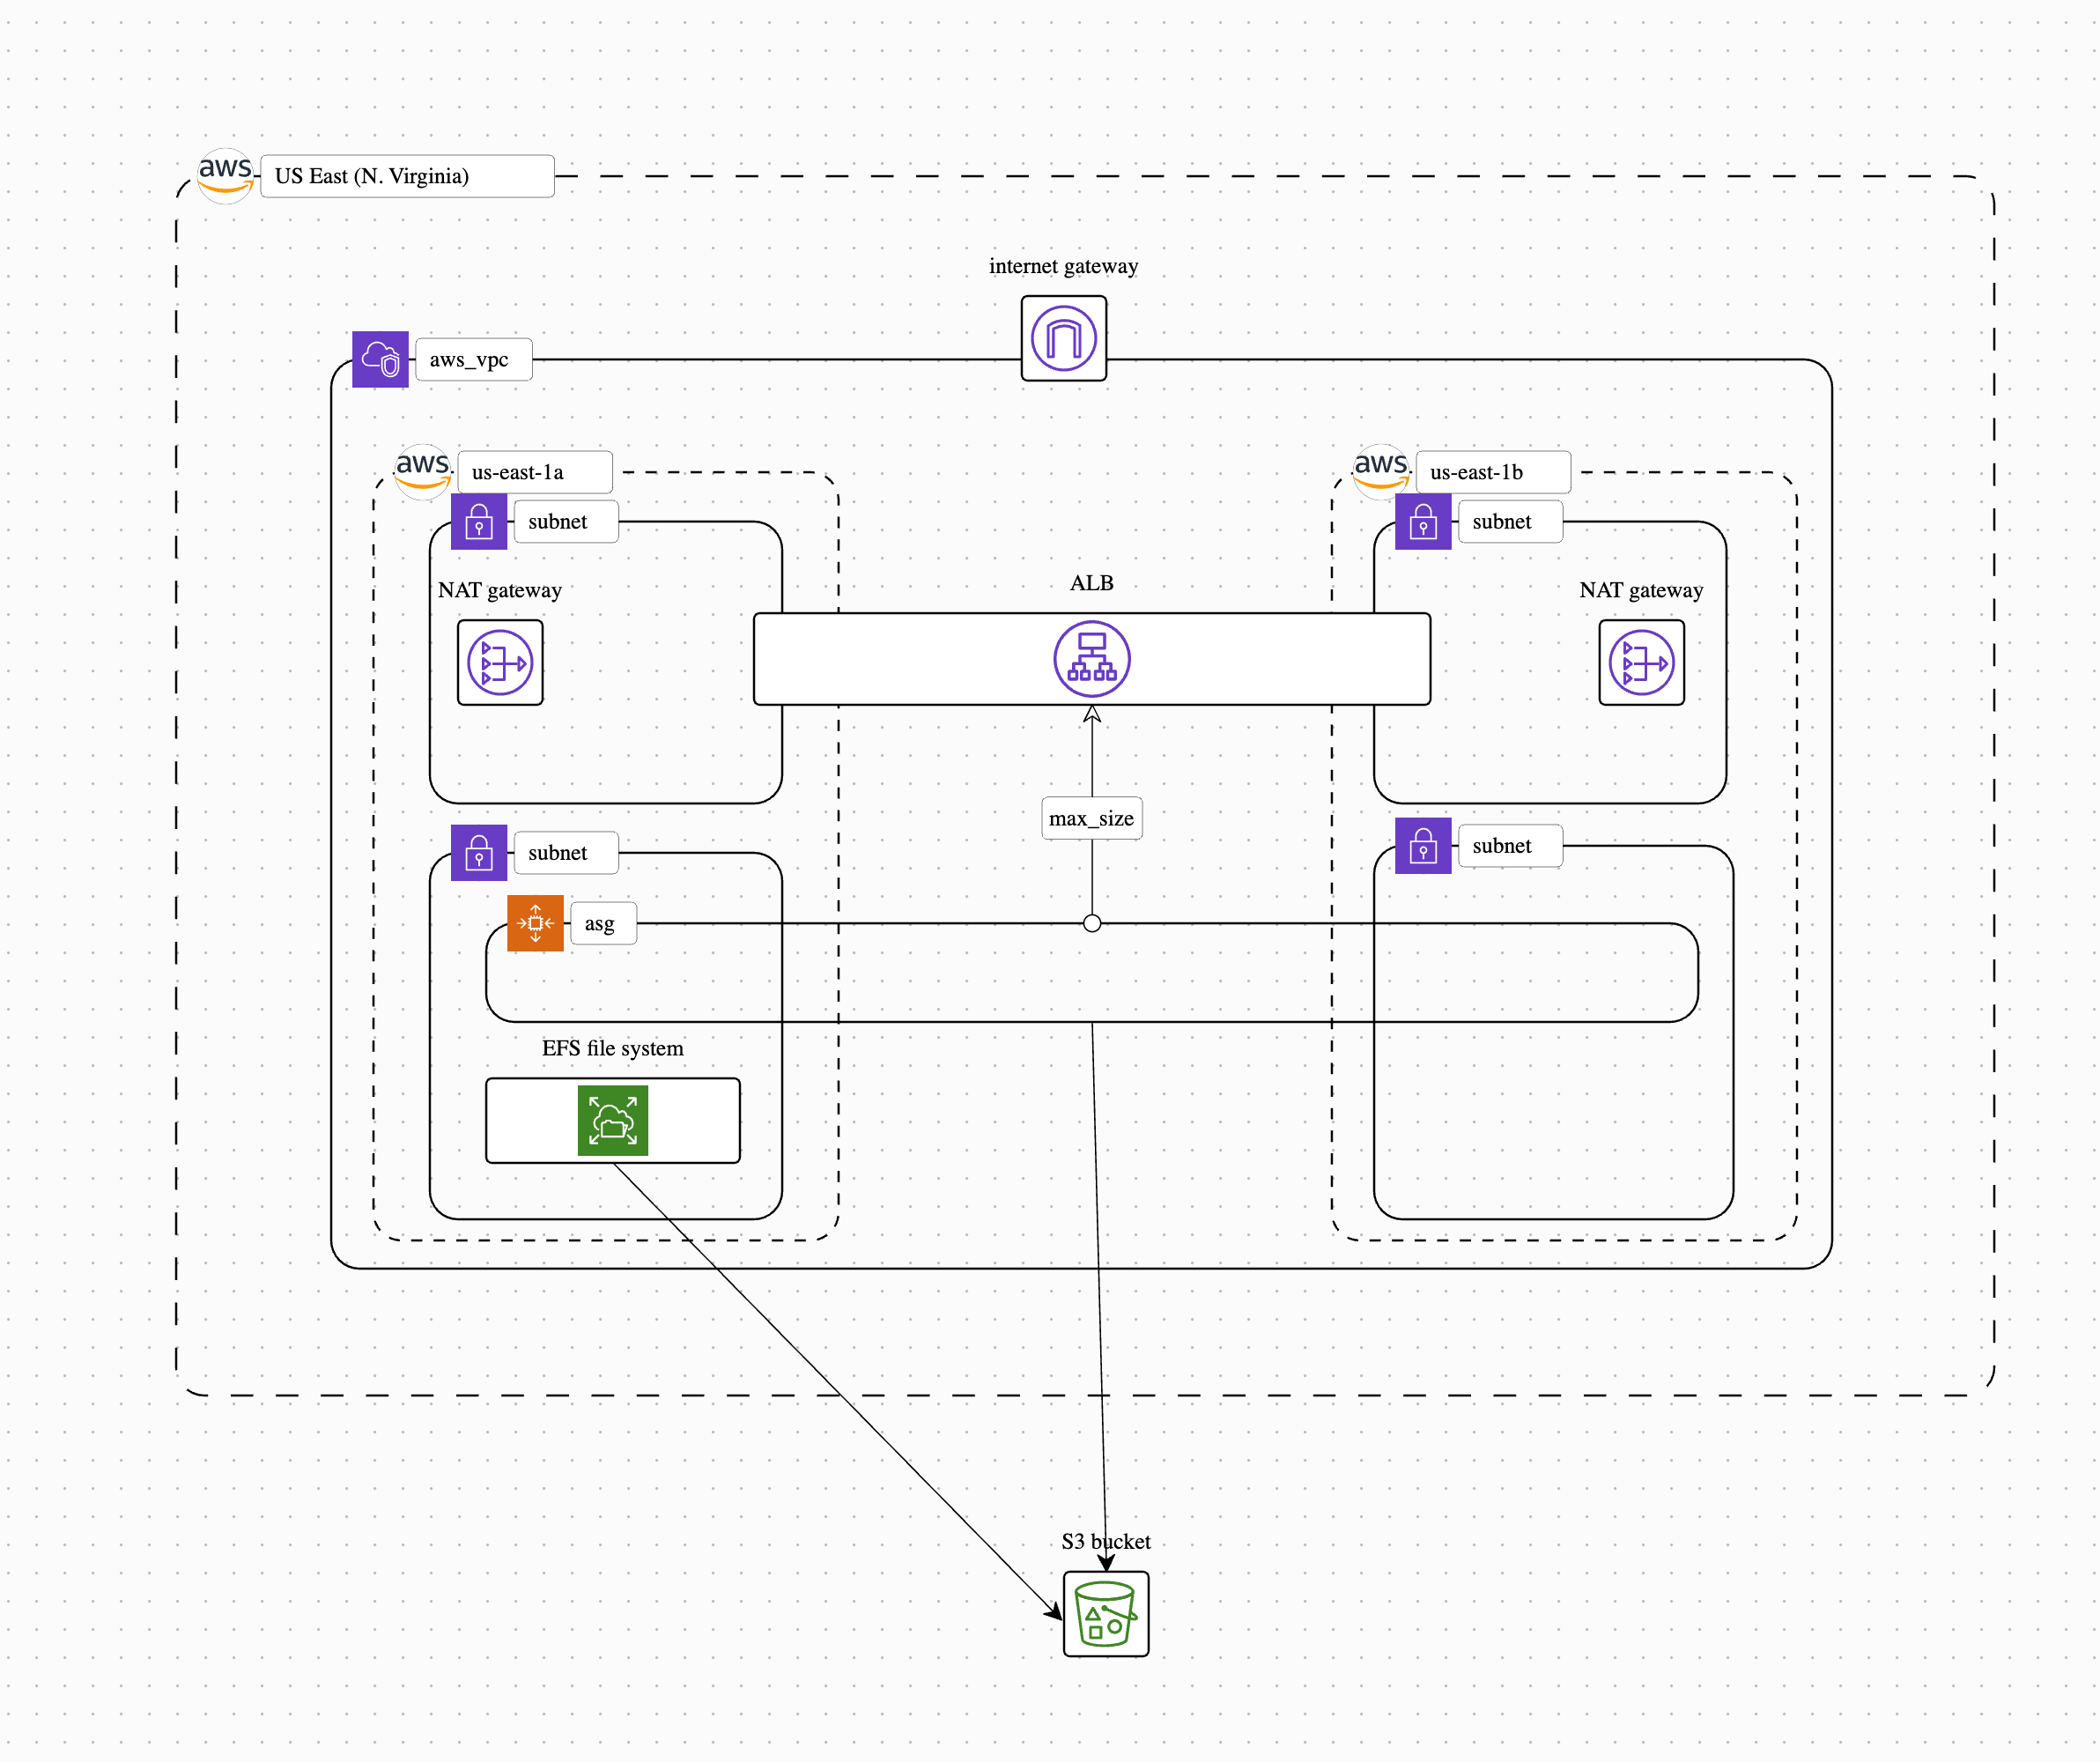 aws
US East (N. Virginia)
internet gateway
aws_vpc
aws
us-east-1a
aws
us-east-1b
subnet
subnet
NAT gateway
ALB
NAT gateway
max_size
subnet
subnet
asg
EFS file system
S3 bucket